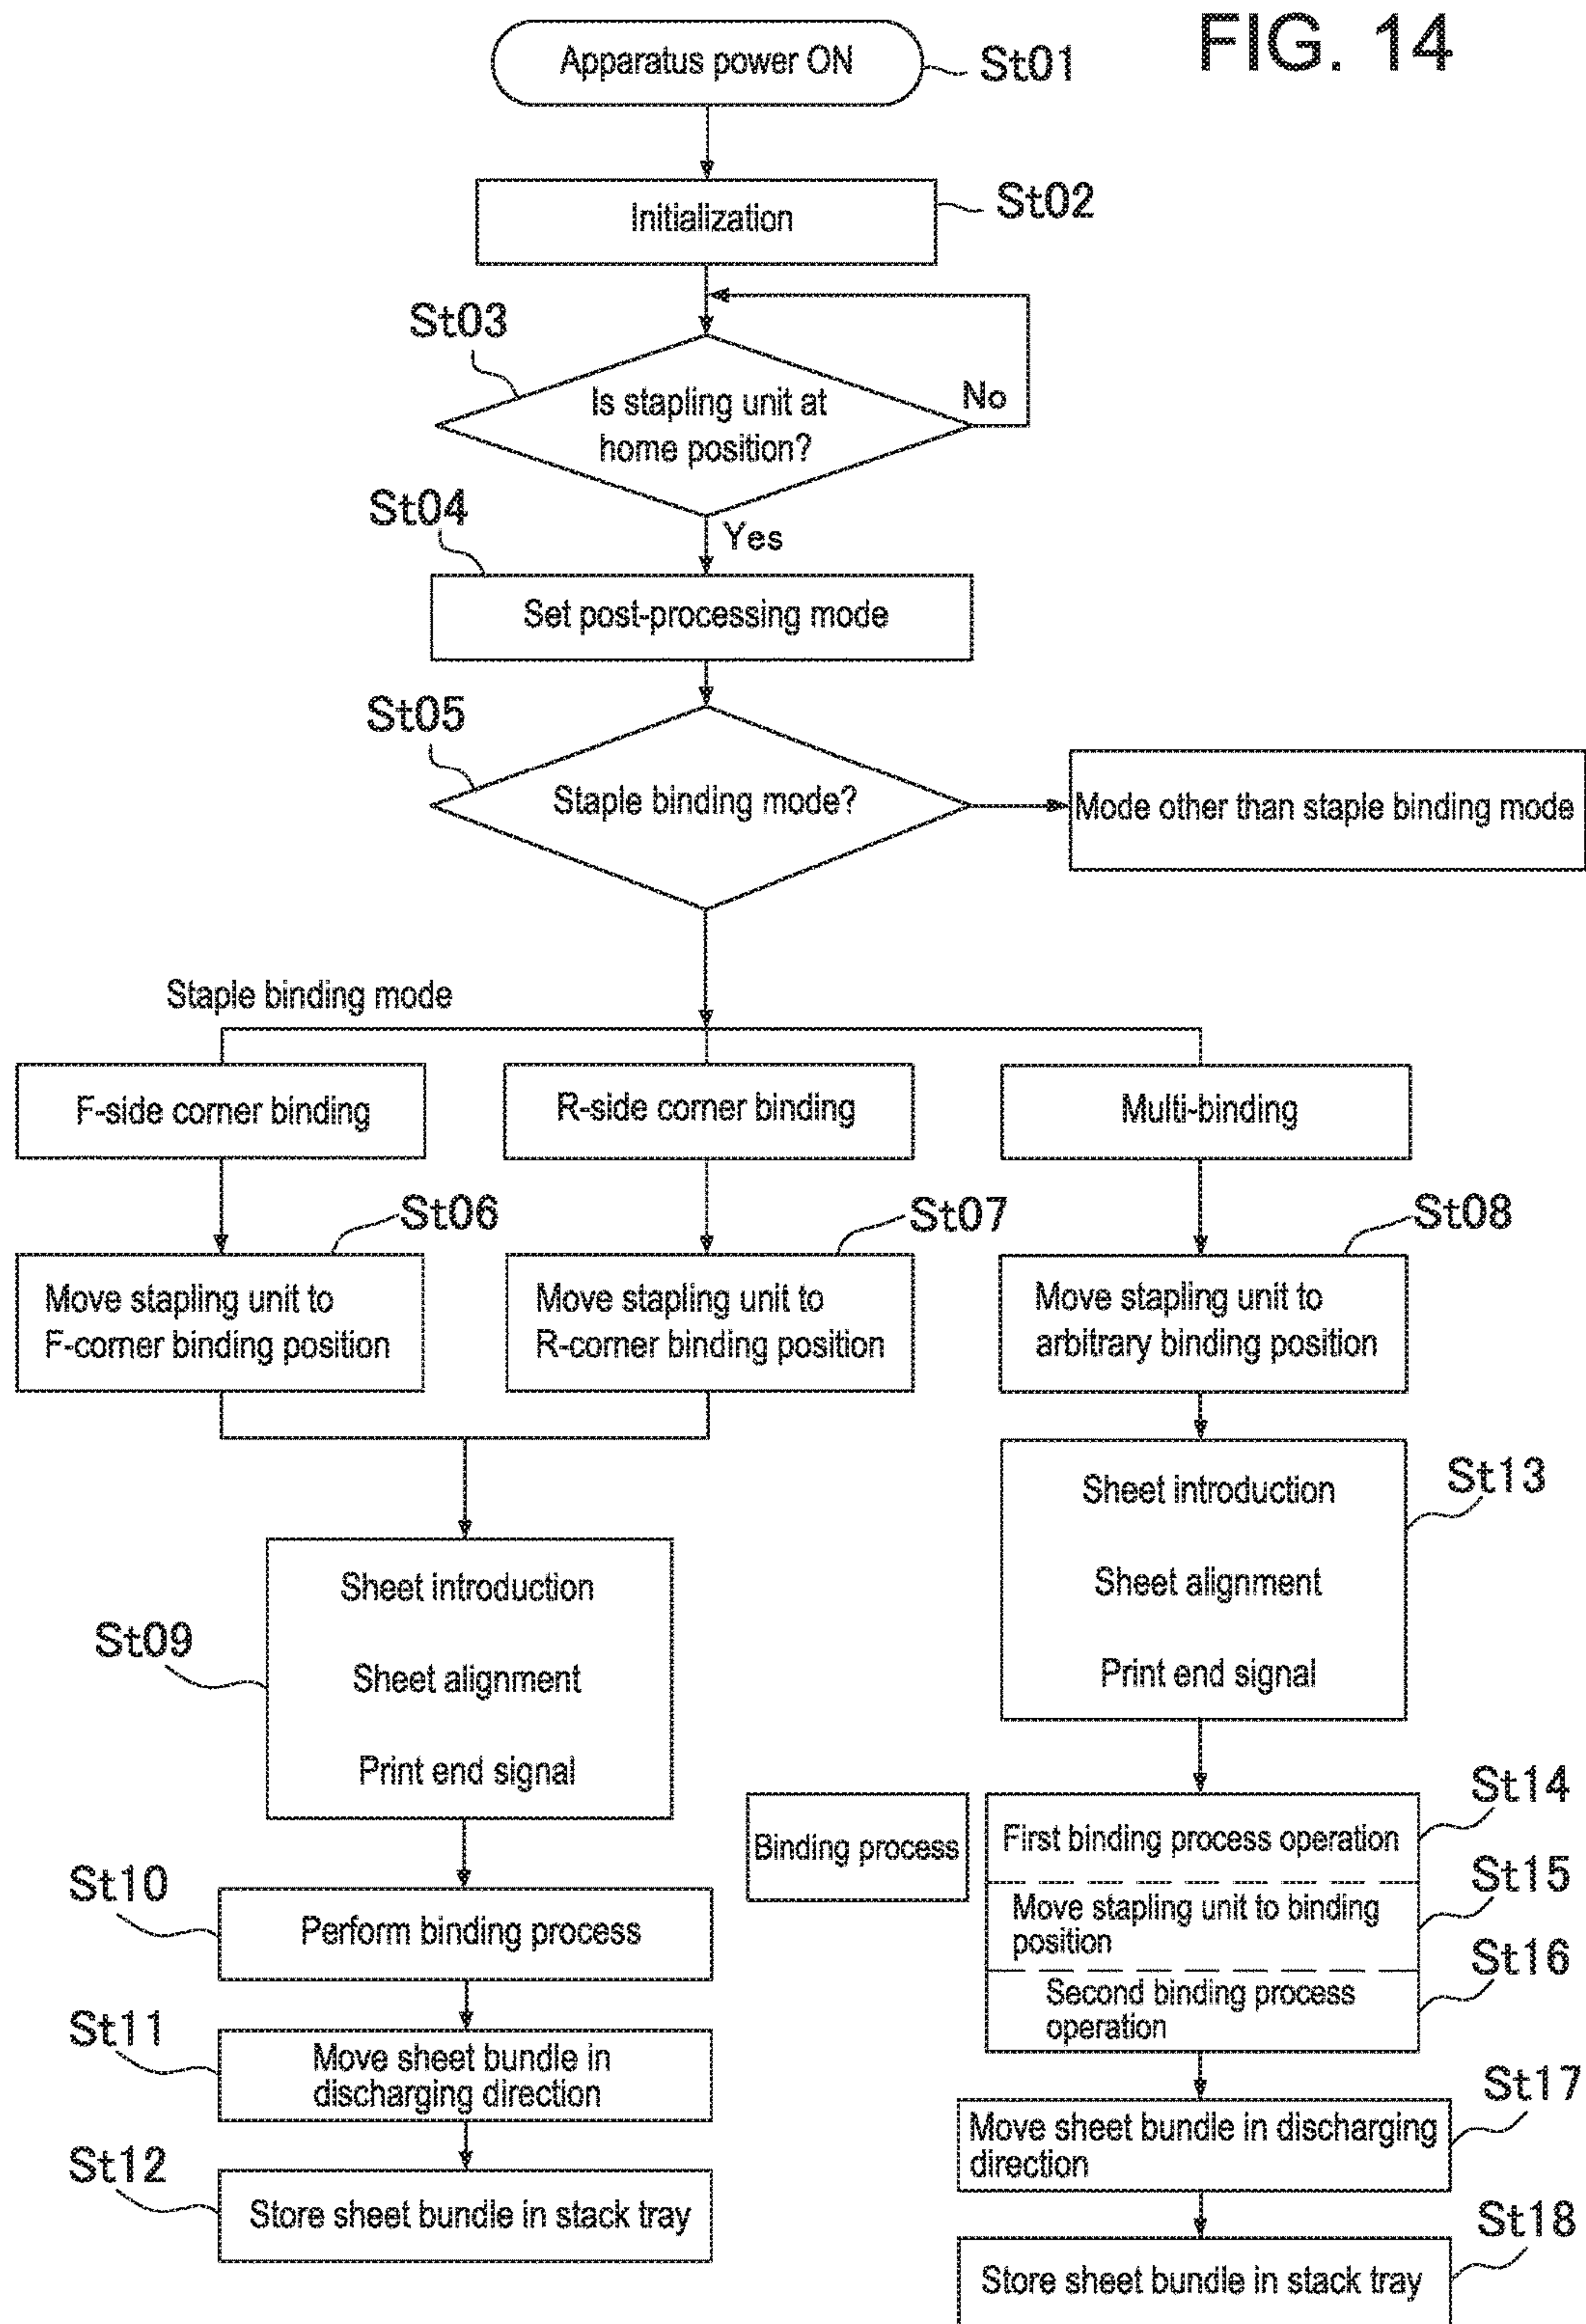 FIG. 14
Apparatus power ON
St01
Initialization
St02
St03
Is stapling unit at
home position?
No
Yes
St04
Set post-processing mode
St05
Staple binding mode?
Mode other than staple binding mode
Staple binding mode
F-side corner binding
R-side corner binding
Multi-binding
St06
St07
St08
Move stapling unit to
F-corner binding position
Move stapling unit to
R-corner binding position
Move stapling unit to
arbitrary binding position
St09
Sheet introduction
Sheet alignment
Print end signal
St13
Sheet introduction
Sheet alignment
Print end signal
St10
Perform binding process
St11
Move sheet bundle in
discharging direction
St12
Store sheet bundle in stack tray
Binding process
St14
First binding process operation
St15
Move stapling unit to binding
position
St16
Second binding process
operation
St17
Move sheet bundle in discharging
direction
St18
Store sheet bundle in stack tray